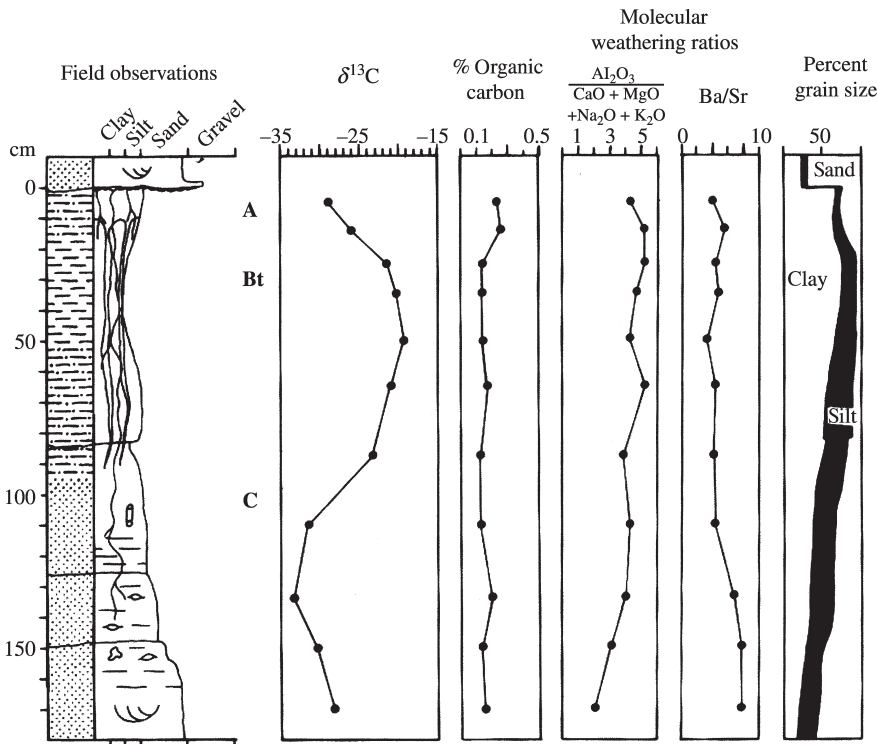 Molecular
weathering ratios
Field observations
δ13C
% Organic
carbon
Al2O3
CaO + MgO
+Na2O + K2O
Ba/Sr
Percent
grain size
Clay
Silt
Sand
Gravel
cm
−35 −25 −15
0.1 0.5
1 3 5
0 10
50
0
50
100
150
A
Bt
C
Sand
Clay
Silt